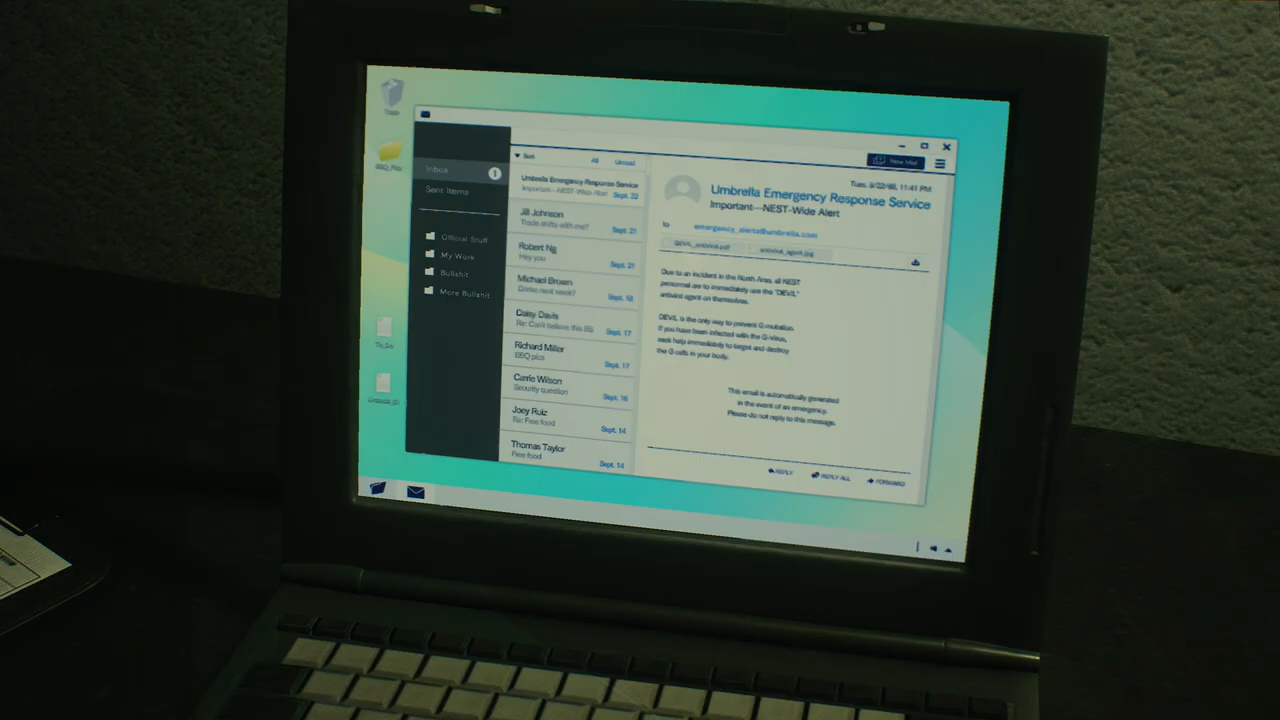 Inbox
1
Sent Items
Official Stuff
My Work
Bullshit
More Bullshit
Sort
All
Unread
Umbrella Emergency Response Service
Important—NEST-Wide Alert
Sept. 22
Jill Johnson
Trade shifts with me?
Sept. 21
Robert Ng
Hey you
Sept. 21
Michael Brown
Drinks next week?
Sept. 18
Daisy Davis
Re: Can't believe this BS
Sept. 17
Richard Miller
BBQ pics
Sept. 17
Carrie Wilson
Security question
Sept. 16
Joey Ruiz
Re: Free food
Sept. 14
Thomas Taylor
Free food
Sept. 14
New Mail
Tues. 9/22/98, 11:41 PM
Umbrella Emergency Response Service
Important—NEST-Wide Alert
to
emergency_alerts@umbrella.com
DEVIL_antiviral.pdf
antiviral_agent.jpg
Due to an incident in the North Area, all NEST
personnel are to immediately use the "DEVIL"
antiviral agent on themselves.
DEVIL is the only way to prevent G mutation.
If you have been infected with the G-Virus,
seek help immediately to target and destroy
the G cells in your body.
This email is automatically generated
in the event of an emergency.
Please do not reply to this message.
REPLY
REPLY ALL
FORWARD